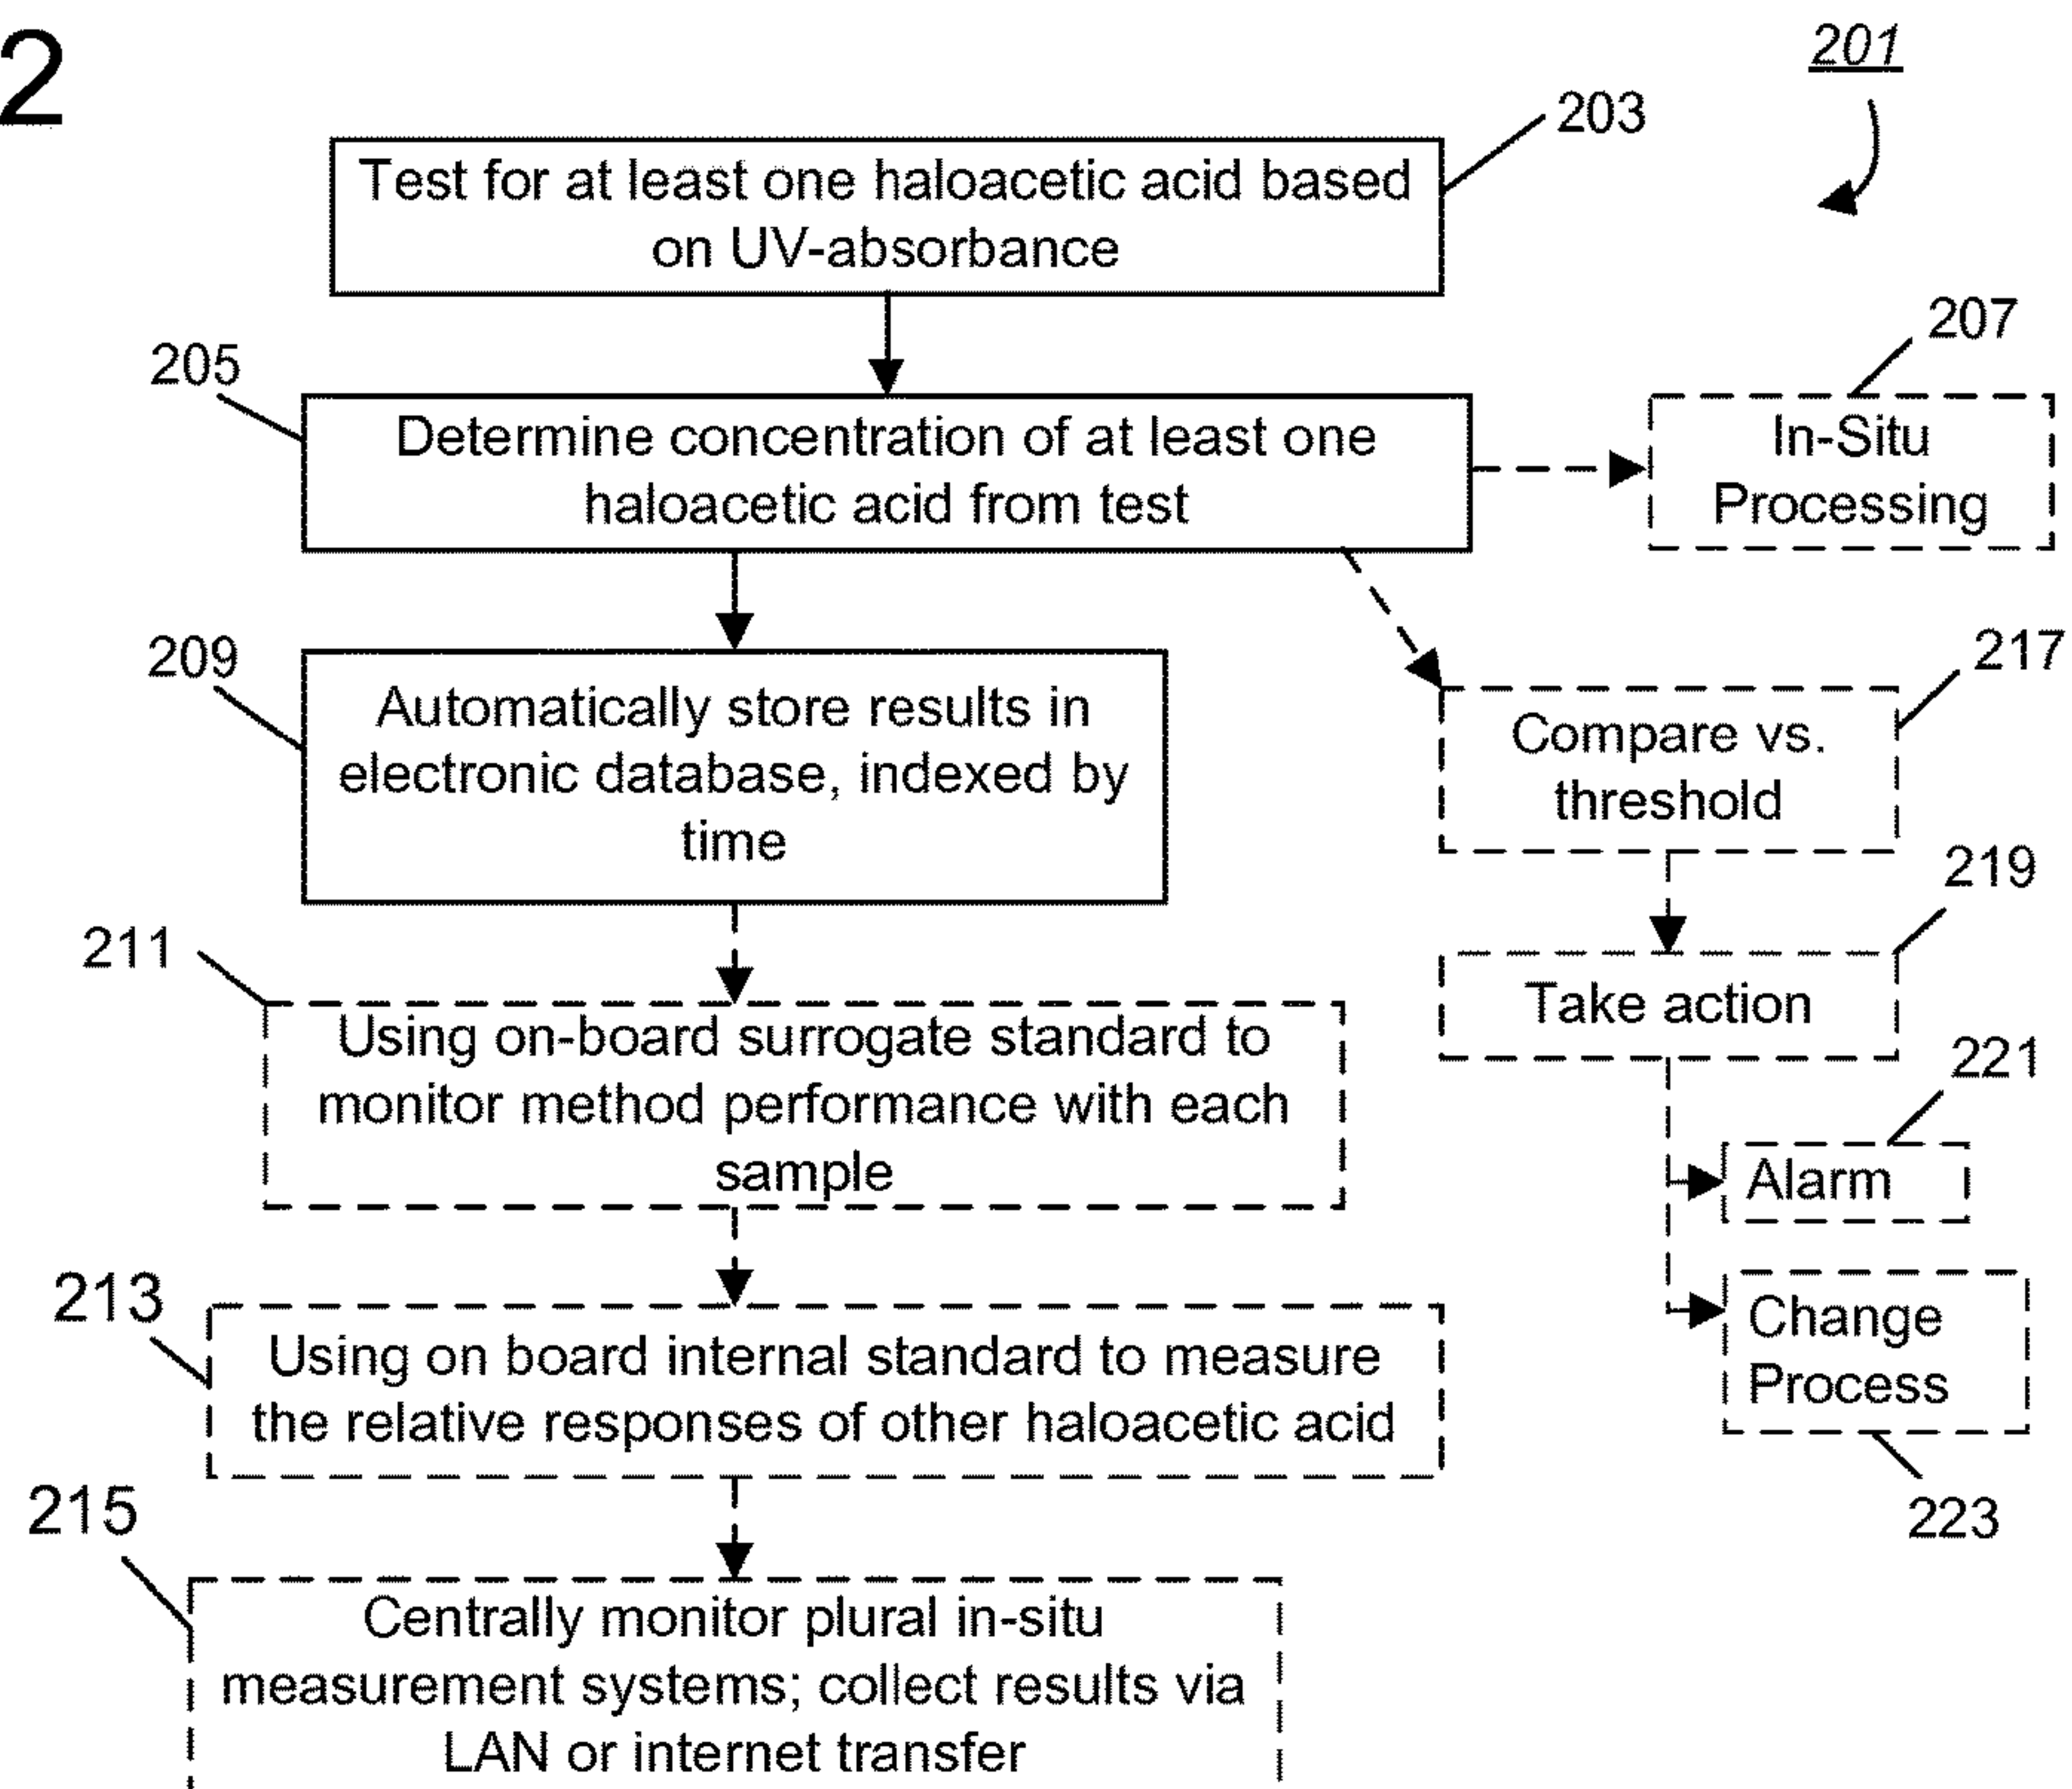 2
201
203
Test for at least one haloacetic acid based
on UV-absorbance
207
205
Determine concentration of at least one
haloacetic acid from test
In-Situ
Processing
209
Automatically store results in
electronic database, indexed by
time
217
Compare vs.
threshold
219
Take action
211
Using on-board surrogate standard to
monitor method performance with each
sample
221
Alarm
213
Using on board internal standard to measure
the relative responses of other haloacetic acid
Change
Process
223
215
Centrally monitor plural in-situ
measurement systems; collect results via
LAN or internet transfer